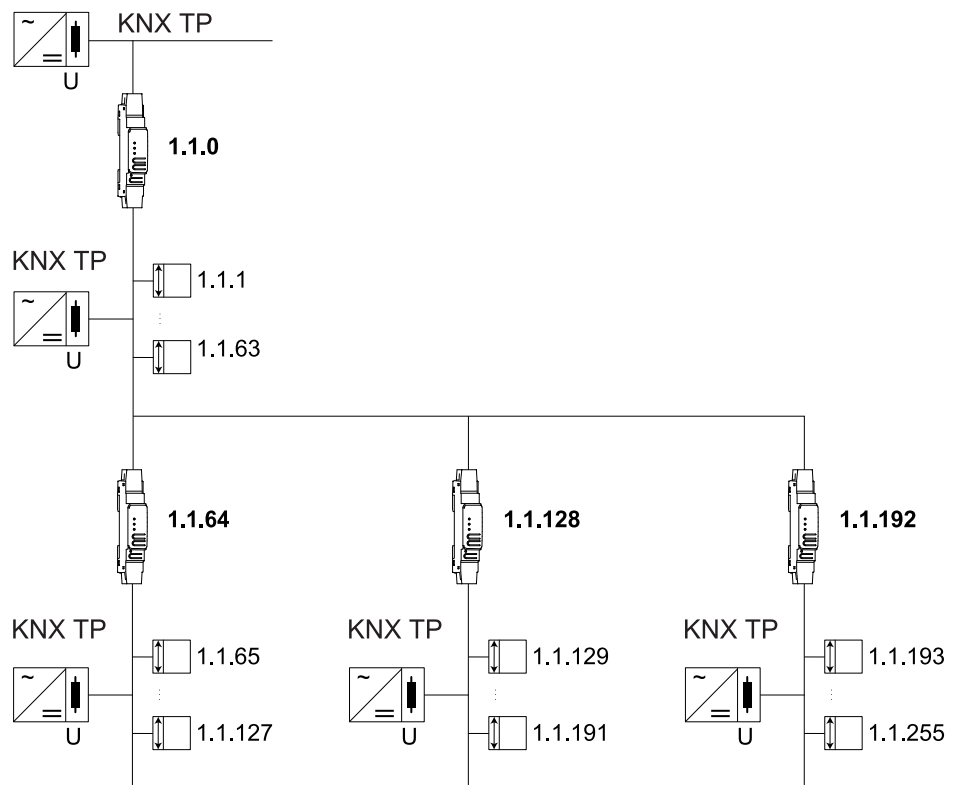 KNX TP
~
=
U
1.1.0
KNX TP
~
=
U
1.1.1
1.1.63
1.1.64
1.1.128
1.1.192
KNX TP
~
=
U
1.1.65
1.1.127
KNX TP
~
=
U
1.1.129
1.1.191
KNX TP
~
=
U
1.1.193
1.1.255